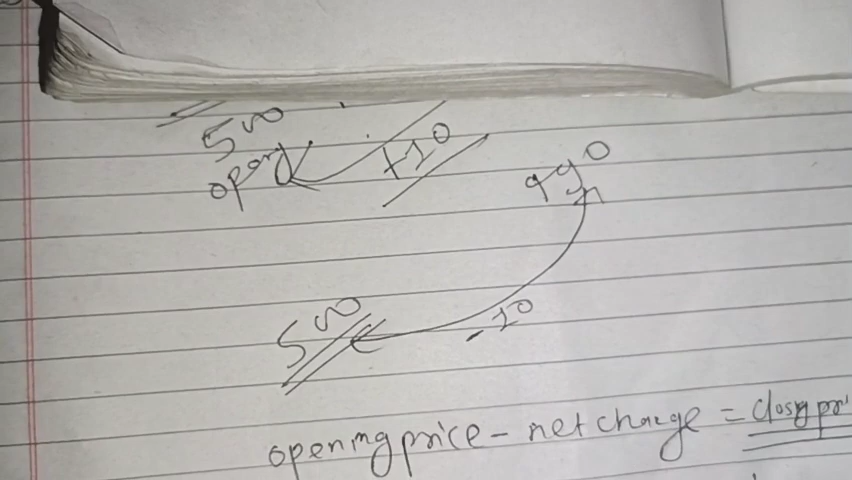 500
open +10
990
500 -10
opening price - net change = closing pri